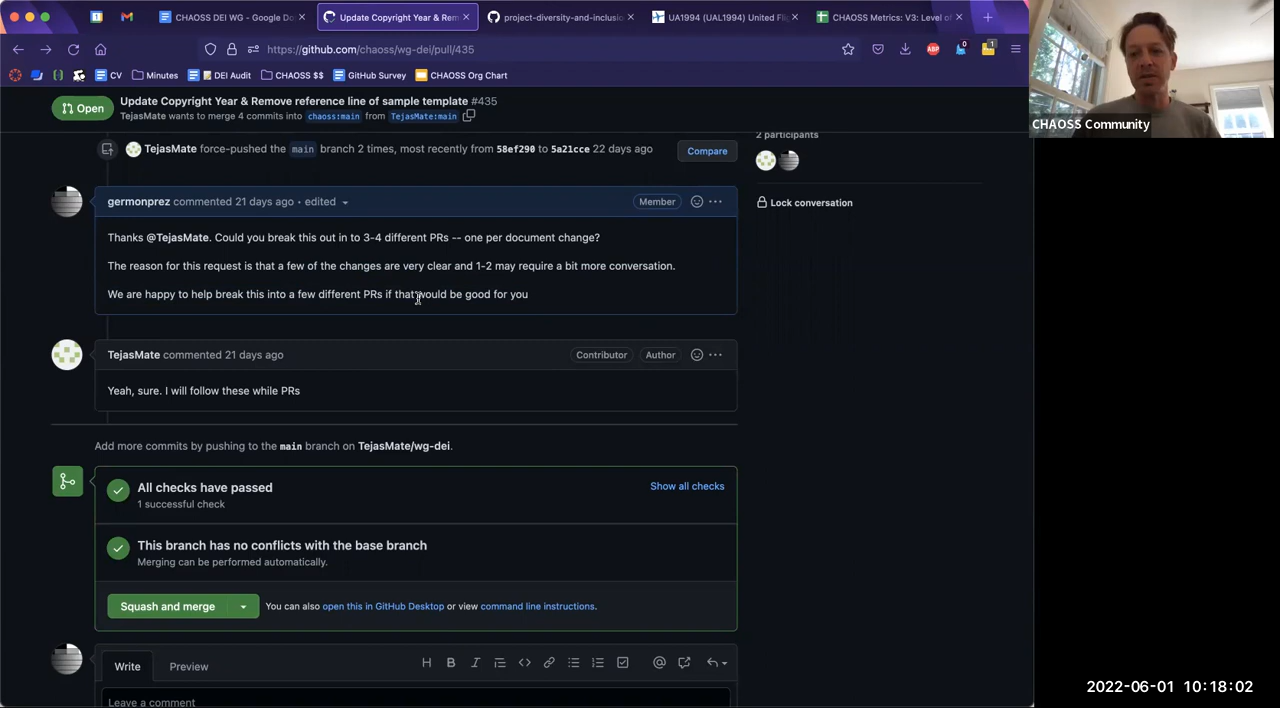 CHAOSS DEI WG - Google Do
Update Copyright Year & Rem
project-diversity-and-inclusio
UA1994 (UAL1994) United Flig
CHAOSS Metrics: V3: Level of
https://github.com/chaoss/wg-dei/pull/435
ABP
0
1
CV
Minutes
DEI Audit
CHAOSS $$
GitHub Survey
CHAOSS Org Chart
CHAOSS Community
Open
Update Copyright Year & Remove reference line of sample template #435
TejasMate wants to merge 4 commits into chaoss:main from TejasMate:main
2 participants
TejasMate force-pushed the main branch 2 times, most recently from 58ef290 to 5a21cce 22 days ago
Compare
Lock conversation
germonprez commented 21 days ago • edited
Member
Thanks @TejasMate. Could you break this out in to 3-4 different PRs -- one per document change?
The reason for this request is that a few of the changes are very clear and 1-2 may require a bit more conversation.
We are happy to help break this into a few different PRs if that would be good for you
TejasMate commented 21 days ago
Contributor
Author
Yeah, sure. I will follow these while PRs
Add more commits by pushing to the main branch on TejasMate/wg-dei.
All checks have passed
Show all checks
1 successful check
This branch has no conflicts with the base branch
Merging can be performed automatically.
Squash and merge
You can also open this in GitHub Desktop or view command line instructions.
Write
Preview
Leave a comment
2022-06-01 10:18:02